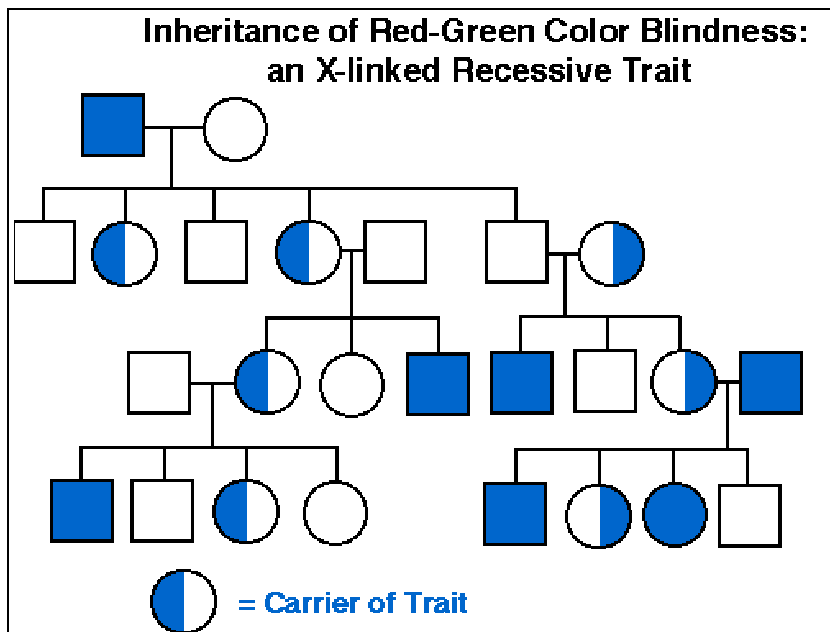 Inheritance of Red-Green Color Blindness:
an X-linked Recessive Trait
= Carrier of Trait